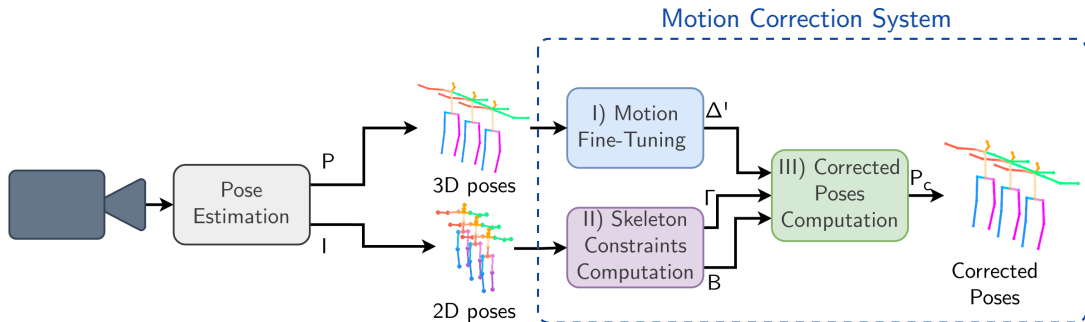 Motion Correction System
I) Motion
Fine-Tuning
Δ'
P
Pose
Estimation
I
3D poses
2D poses
II) Skeleton
Constraints
Computation
Γ
B
III) Corrected
Poses
Computation
P_c
Corrected
Poses